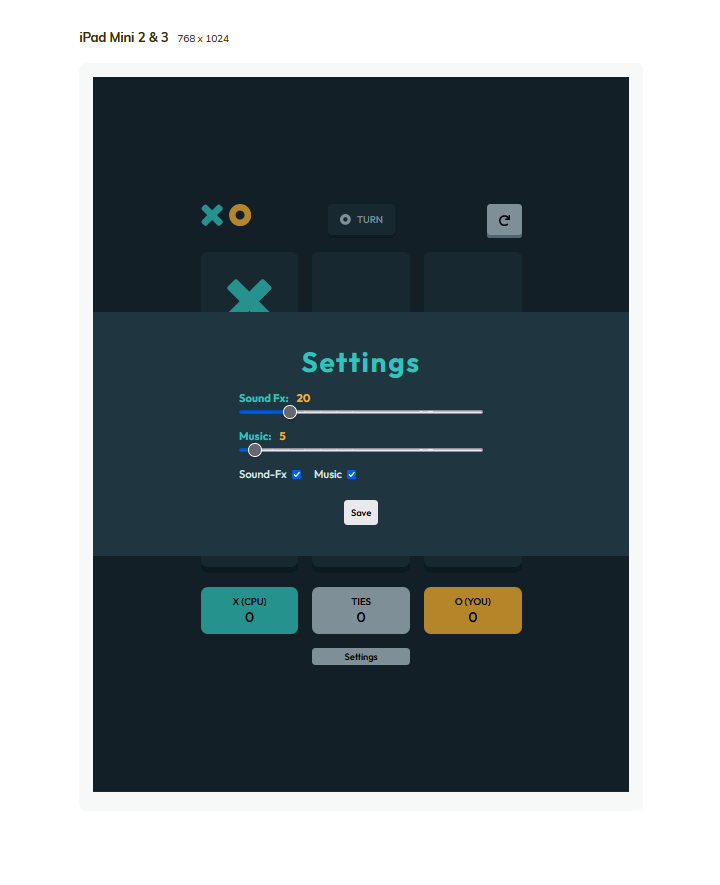 iPad Mini 2 & 3 768 x 1024
TURN
Settings
Sound Fx: 20
Music: 5
Sound-Fx Music
Save
X (CPU) TIES O (YOU)
0 0 0
Settings